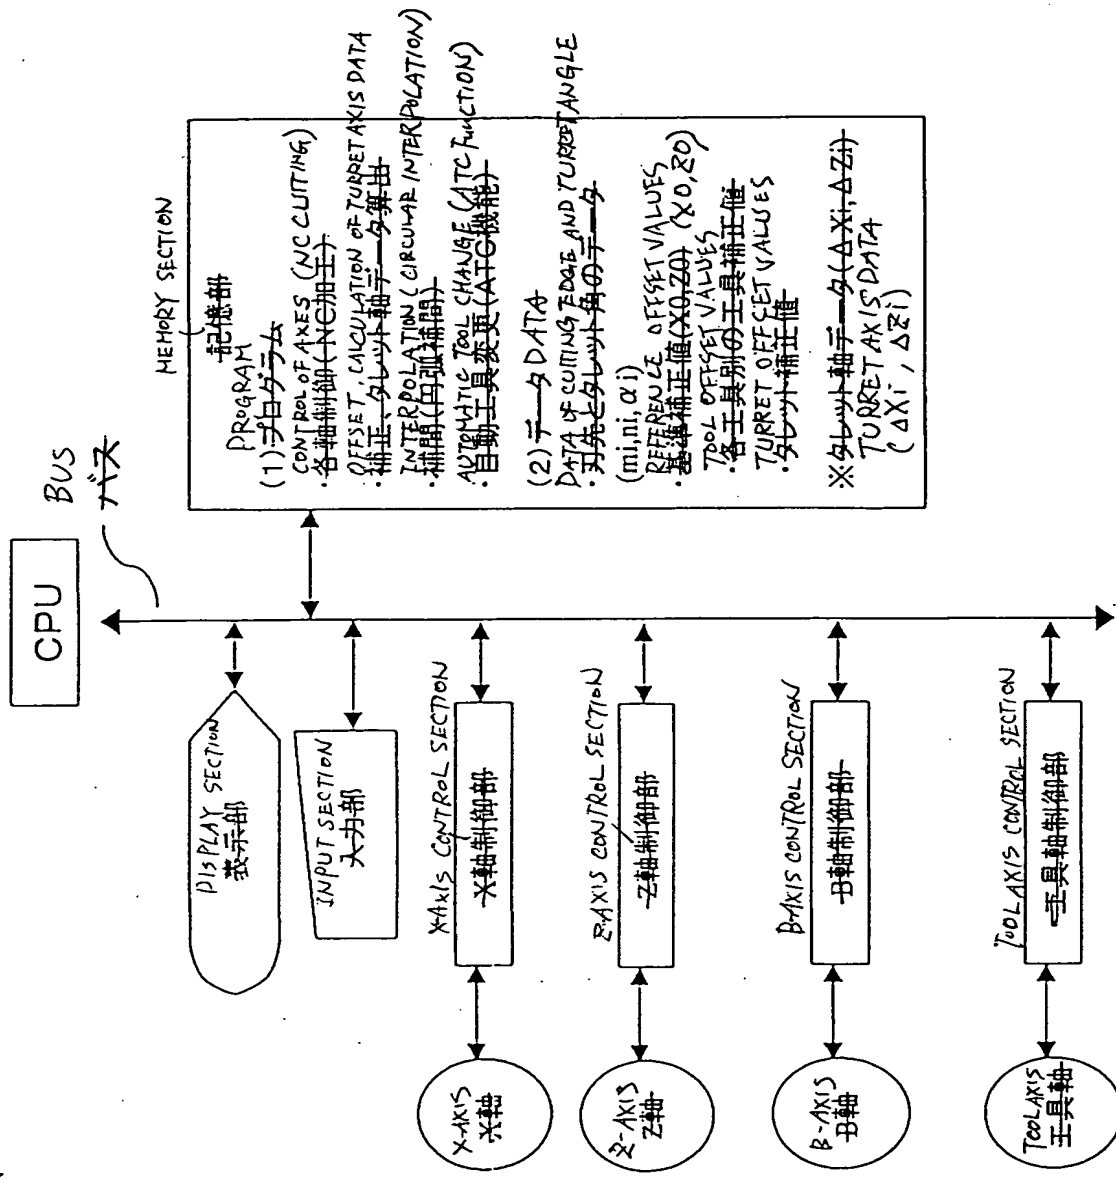 CPU
BUS
バス
DISPLAY SECTION
表示部
INPUT SECTION
入力部
X-AXIS CONTROL SECTION
X軸制御部
Z-AXIS CONTROL SECTION
Z軸制御部
B-AXIS CONTROL SECTION
B軸制御部
TOOL AXIS CONTROL SECTION
工具軸制御部
X-AXIS
X軸
Z-AXIS
Z軸
B-AXIS
B軸
TOOL AXIS
工具軸
MEMORY SECTION
記憶部
PROGRAM
(1)プログラム
CONTROL OF AXES (NC CUTTING)
・各軸制御(NC加工)
OFFSET, CALCULATION OF TURRET AXIS DATA
・補正、タレット軸データ算出
INTERPOLATION (CIRCULAR INTERPOLATION)
・補間(円弧補間)
AUTOMATIC TOOL CHANGE (ATC FUNCTION)
・自動工具変更(ATC機能)
(2)データ DATA
DATA OF CUTTING EDGE AND TURRET ANGLE
・刃先とタレット角のデータ
(mi,ni,αi)
REFERENCE OFFSET VALUES
・基準補正値(X0,Z0) (X0,Z0)
TOOL OFFSET VALUES
・各工具別の工具補正値
TURRET OFFSET VALUES
・タレット補正値
※タレット軸データ(ΔXi,ΔZi)
TURRET AXIS DATA
(ΔXi, ΔZi)